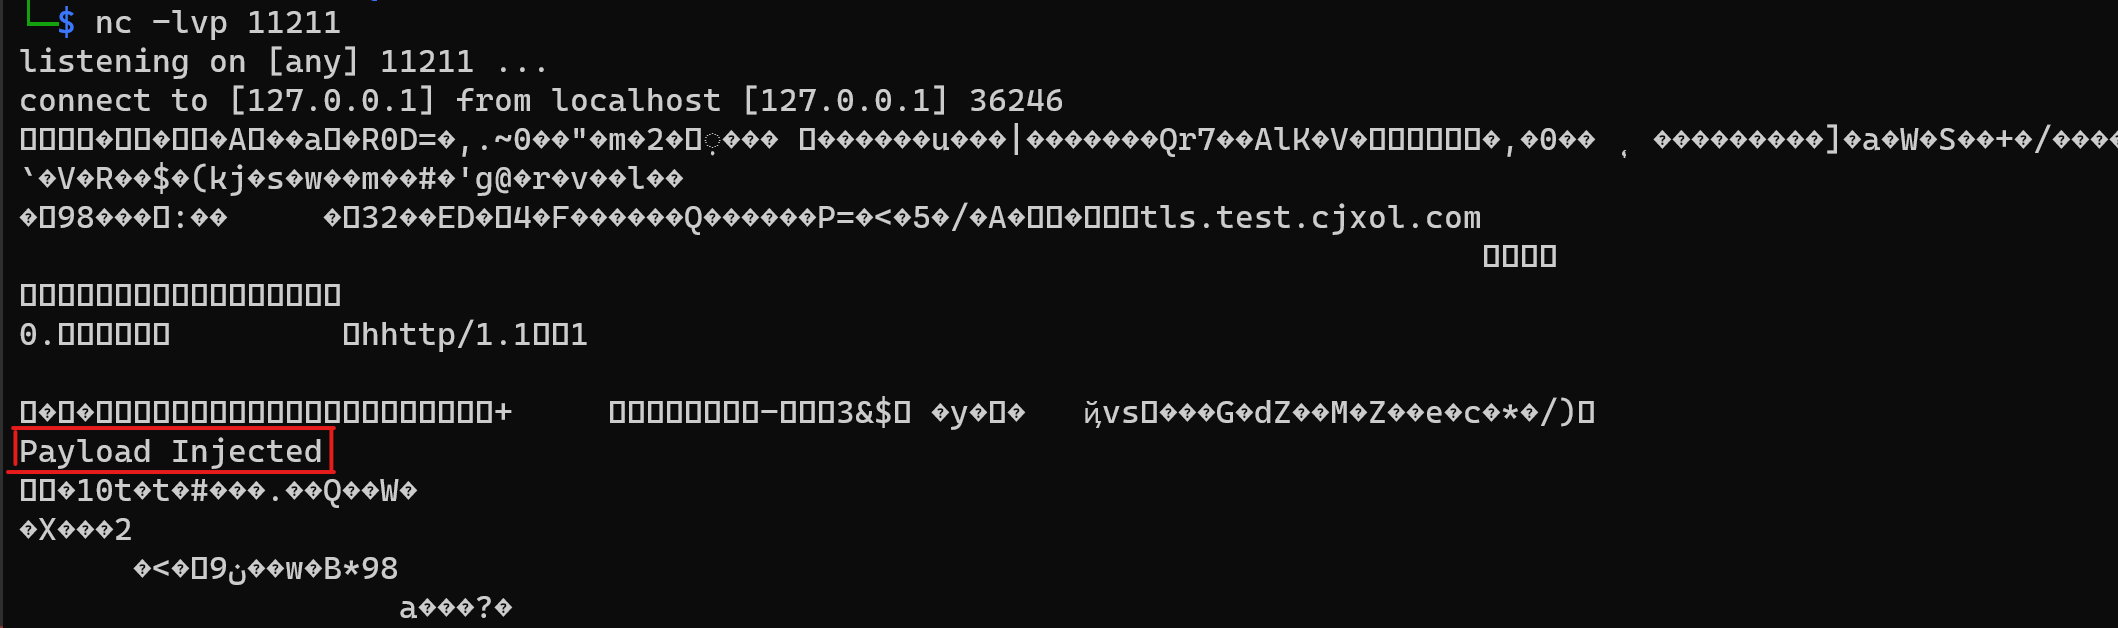 └─$ nc -lvp 11211
listening on [any] 11211 ...
connect to [127.0.0.1] from localhost [127.0.0.1] 36246
▯▯▯▯�▯▯�▯▯�A▯��a▯�R0D=�,.~0��"�m�2�▯��� ▯������u���|�������Qr7��AlK�V�▯▯▯▯▯▯�,�0�� ���������]�a�W�S��+�/����
`�V�R��$�(kj�s�w��m��#�'g@�r�v��l��
�▯98���▯:�� �▯32��ED�▯4�F������Q������P=�<�5�/�A�▯▯�▯▯▯tls.test.cjxol.com
▯▯▯▯
▯▯▯▯▯▯▯▯▯▯▯▯▯▯▯▯▯
0.▯▯▯▯▯▯ ▯hhttp/1.1▯▯1
▯�▯�▯▯▯▯▯▯▯▯▯▯▯▯▯▯▯▯▯▯▯▯▯+ ▯▯▯▯▯▯▯▯-▯▯▯3&$▯ �y�▯� vs▯���G�dZ��M�Z��e�c�*�/)▯
Payload Injected
▯▯�10t�t�#���.��Q��W�
�X���2
�<�▯9ن��w�B*98
a���?�